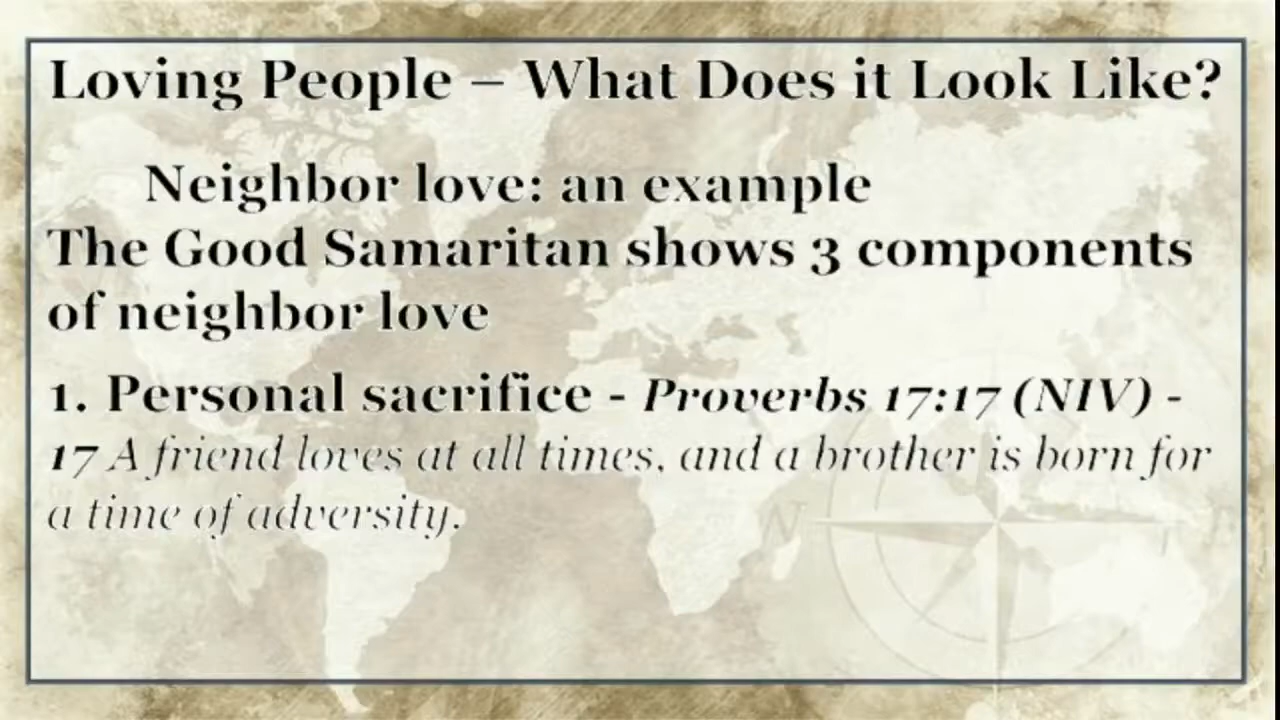 Loving People – What Does it Look Like?
Neighbor love: an example
The Good Samaritan shows 3 components
of neighbor love
1. Personal sacrifice - Proverbs 17:17 (NIV) -
17 A friend loves at all times, and a brother is born for
a time of adversity.
N